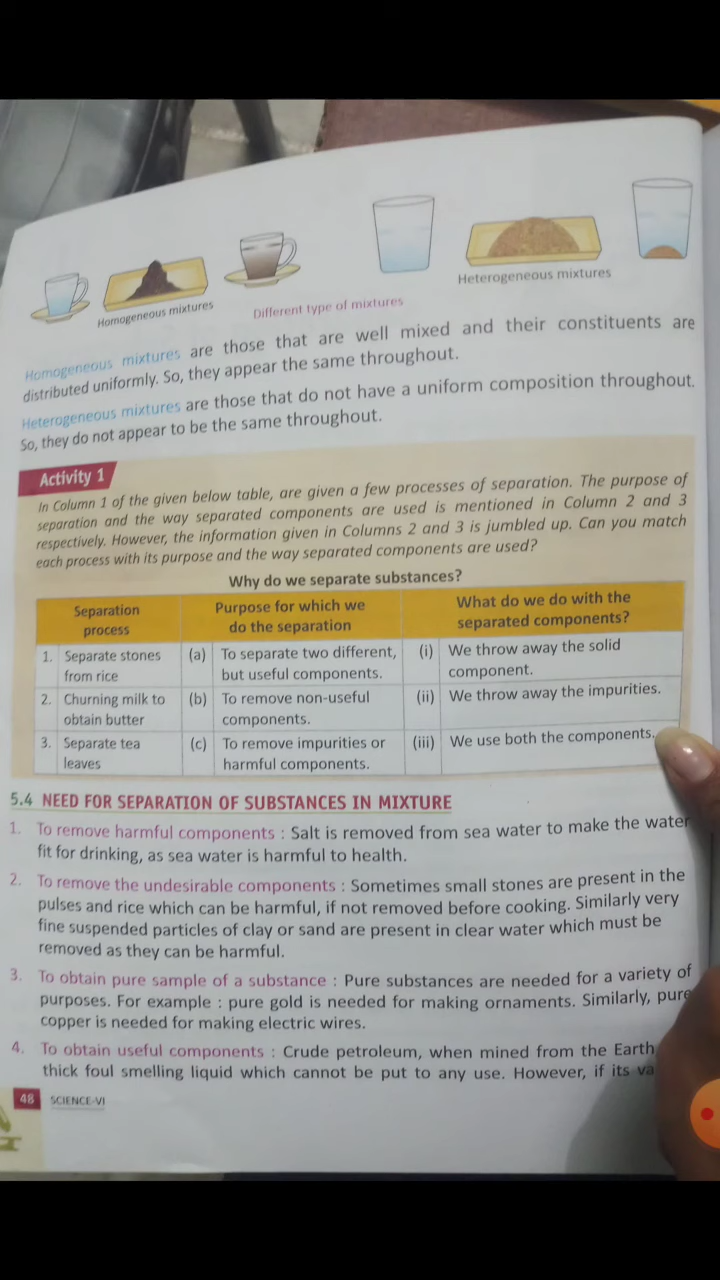 Homogeneous mixtures
Different type of mixtures
Heterogeneous mixtures
Homogeneous mixtures are those that are well mixed and their constituents are
distributed uniformly. So, they appear the same throughout.
Heterogeneous mixtures are those that do not have a uniform composition throughout.
So, they do not appear to be the same throughout.
Activity 1
In Column 1 of the given below table, are given a few processes of separation. The purpose of
separation and the way separated components are used is mentioned in Column 2 and 3
respectively. However, the information given in Columns 2 and 3 is jumbled up. Can you match
each process with its purpose and the way separated components are used?
Why do we separate substances?
Separation
process
Purpose for which we
do the separation
What do we do with the
separated components?
1. Separate stones
from rice
(a) To separate two different,
but useful components.
(i) We throw away the solid
component.
2. Churning milk to
obtain butter
(b) To remove non-useful
components.
(ii) We throw away the impurities.
3. Separate tea
leaves
(c) To remove impurities or
harmful components.
(iii) We use both the components.
5.4 NEED FOR SEPARATION OF SUBSTANCES IN MIXTURE
1. To remove harmful components : Salt is removed from sea water to make the water
fit for drinking, as sea water is harmful to health.
2. To remove the undesirable components : Sometimes small stones are present in the
pulses and rice which can be harmful, if not removed before cooking. Similarly very
fine suspended particles of clay or sand are present in clear water which must be
removed as they can be harmful.
3. To obtain pure sample of a substance : Pure substances are needed for a variety of
purposes. For example : pure gold is needed for making ornaments. Similarly, pure
copper is needed for making electric wires.
4. To obtain useful components : Crude petroleum, when mined from the Earth
thick foul smelling liquid which cannot be put to any use. However, if its
48 SCIENCE-VI